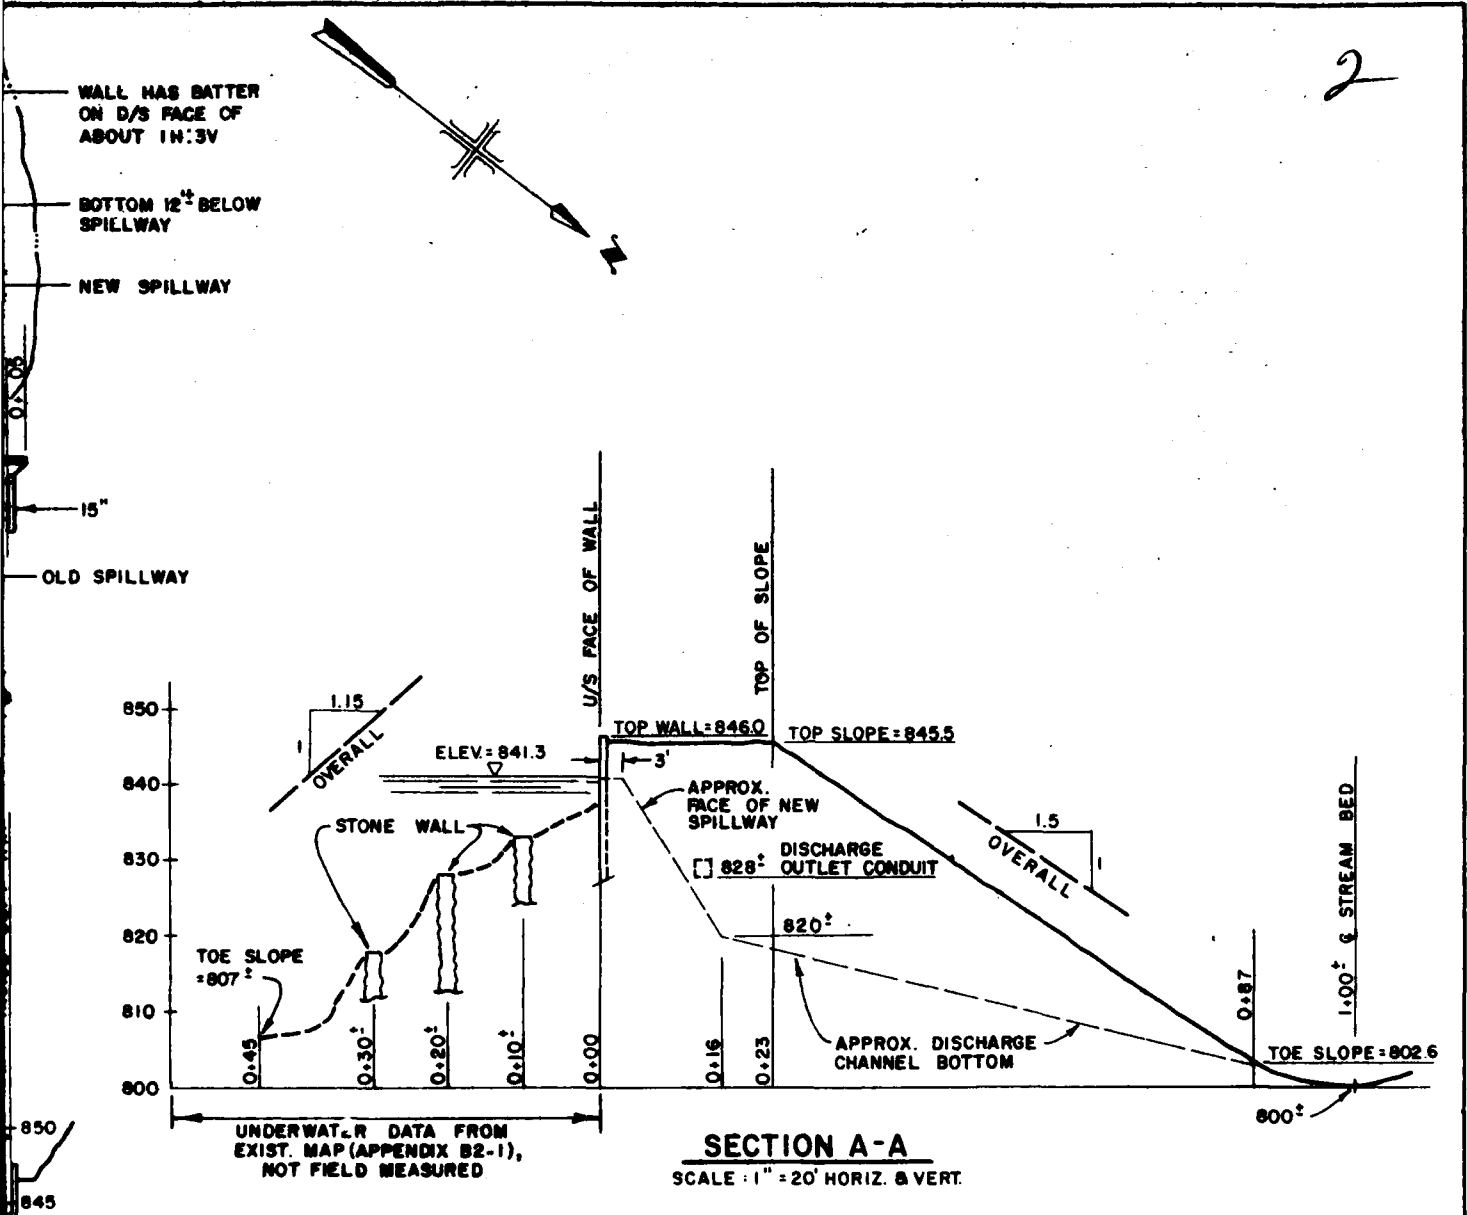 2
WALL HAS BATTER
ON D/S FACE OF
ABOUT 1H:3V
BOTTOM 12'± BELOW
SPILLWAY
NEW SPILLWAY
15"
OLD SPILLWAY
N
U/S FACE OF WALL
TOP OF SLOPE
850
840
830
820
810
800
1.15
1
OVERALL
ELEV.=841.3
TOP WALL=846.0
TOP SLOPE=845.5
3'
APPROX.
FACE OF NEW
SPILLWAY
STONE WALL
828± DISCHARGE
OUTLET CONDUIT
1.5
1
OVERALL
820±
TOE SLOPE
=807±
APPROX. DISCHARGE
CHANNEL BOTTOM
0+45
0+30±
0+20±
0+10±
0+00
0+16
0+23
0+87
1+00± ℄ STREAM BED
TOE SLOPE=802.6
800±
UNDERWATER DATA FROM
EXIST. MAP (APPENDIX B2-1),
NOT FIELD MEASURED
SECTION A-A
SCALE : 1" = 20' HORIZ. & VERT.
850
845